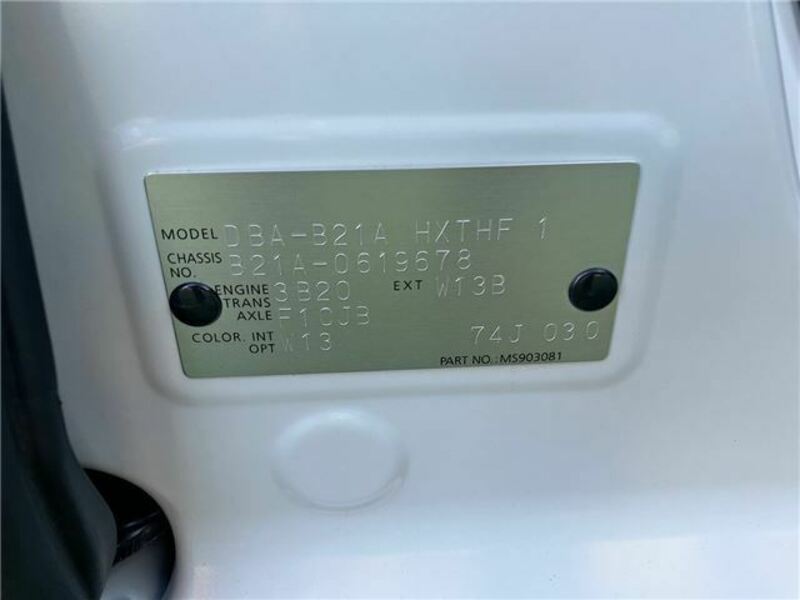 MODEL DBA-B21A HXTHF 1
CHASSIS NO. B21A-0619678
ENGINE 3B20 EXT W13B
TRANS AXLE F1CJB
COLOR. INT OPT W13 74J 030
PART NO.: MS903081